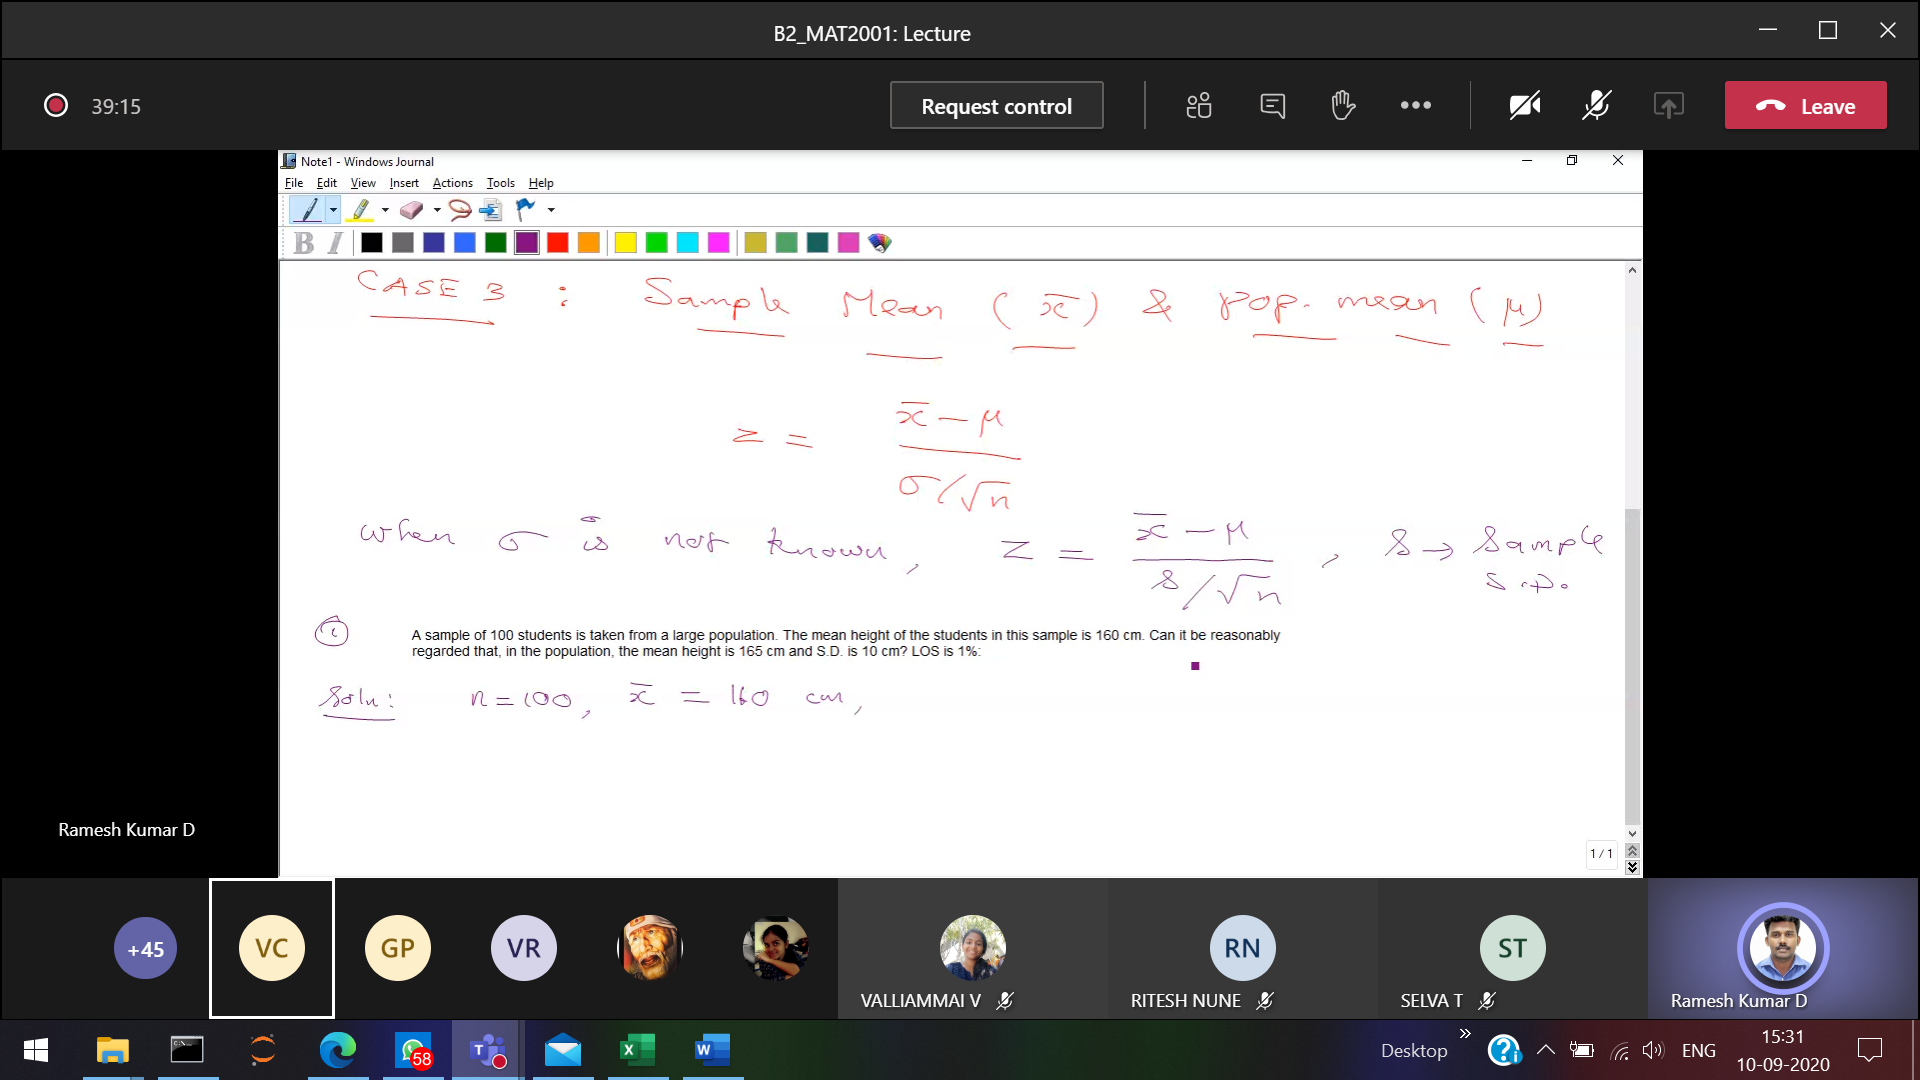 B2_MAT2001: Lecture
39:15
Request control
Leave
Note1 - Windows Journal
File Edit View Insert Actions Tools Help
B I
CASE 3 : Sample Mean (x̄) & Pop. mean (μ)
z = x̄ − μ / σ/√n
when σ is not known, z = x̄ − μ / s/√n , s → Sample
S.D.
① A sample of 100 students is taken from a large population. The mean height of the students in this sample is 160 cm. Can it be reasonably
regarded that, in the population, the mean height is 165 cm and S.D. is 10 cm? LOS is 1%:
Soln: n = 100, x̄ = 160 cm,
Ramesh Kumar D
1 / 1
+45
VC
GP
VR
RN
ST
VALLIAMMAI V
RITESH NUNE
SELVA T
Ramesh Kumar D
58
Desktop
ENG
15:31
10-09-2020